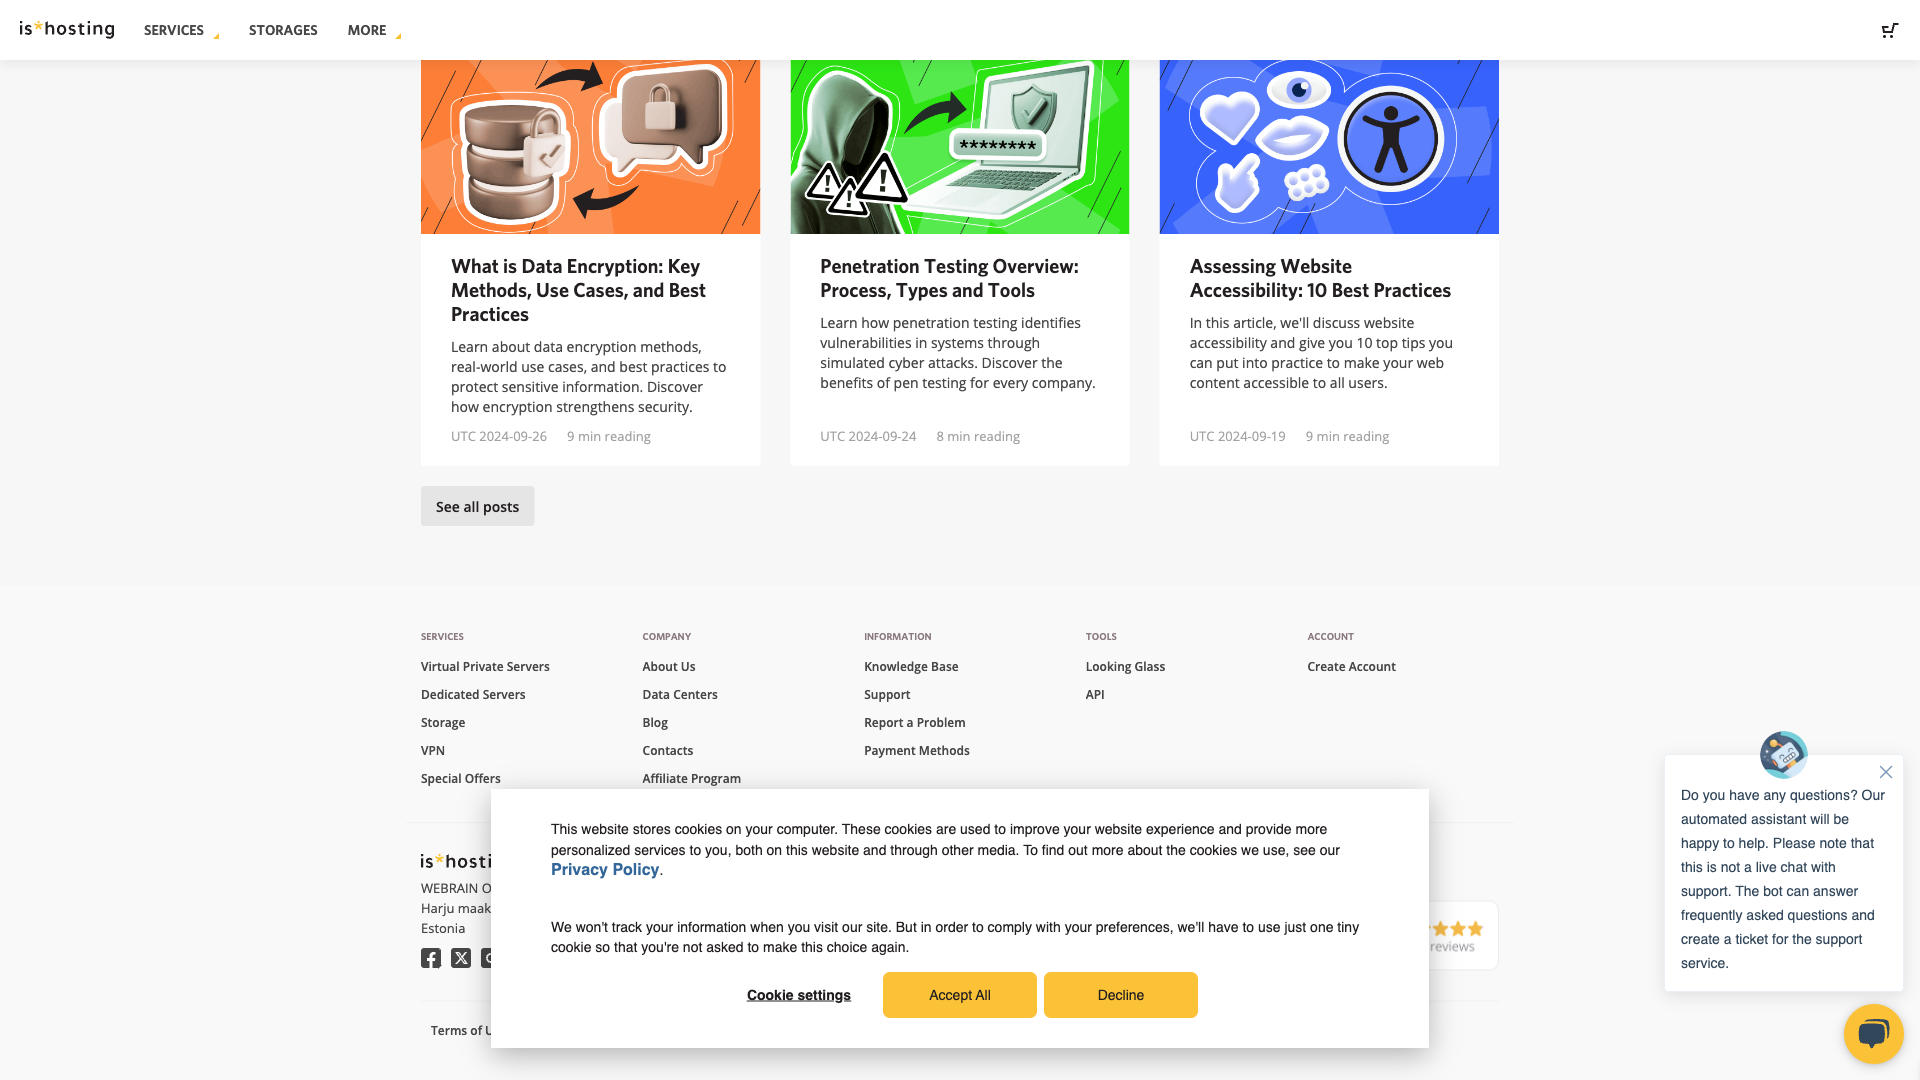 is*hosting
SERVICES
STORAGES
MORE
********
What is Data Encryption: Key
Methods, Use Cases, and Best
Practices
Learn about data encryption methods,
real-world use cases, and best practices to
protect sensitive information. Discover
how encryption strengthens security.
UTC 2024-09-26 9 min reading
Penetration Testing Overview:
Process, Types and Tools
Learn how penetration testing identifies
vulnerabilities in systems through
simulated cyber attacks. Discover the
benefits of pen testing for every company.
UTC 2024-09-24 8 min reading
Assessing Website
Accessibility: 10 Best Practices
In this article, we'll discuss website
accessibility and give you 10 top tips you
can put into practice to make your web
content accessible to all users.
UTC 2024-09-19 9 min reading
See all posts
SERVICES
Virtual Private Servers
Dedicated Servers
Storage
VPN
Special Offers
COMPANY
About Us
Data Centers
Blog
Contacts
Affiliate Program
INFORMATION
Knowledge Base
Support
Report a Problem
Payment Methods
TOOLS
Looking Glass
API
ACCOUNT
Create Account
is*hosti
WEBRAIN O
Harju maak
Estonia
reviews
Terms of U
This website stores cookies on your computer. These cookies are used to improve your website experience and provide more
personalized services to you, both on this website and through other media. To find out more about the cookies we use, see our
Privacy Policy.
We won't track your information when you visit our site. But in order to comply with your preferences, we'll have to use just one tiny
cookie so that you're not asked to make this choice again.
Cookie settings
Accept All
Decline
Do you have any questions? Our
automated assistant will be
happy to help. Please note that
this is not a live chat with
support. The bot can answer
frequently asked questions and
create a ticket for the support
service.